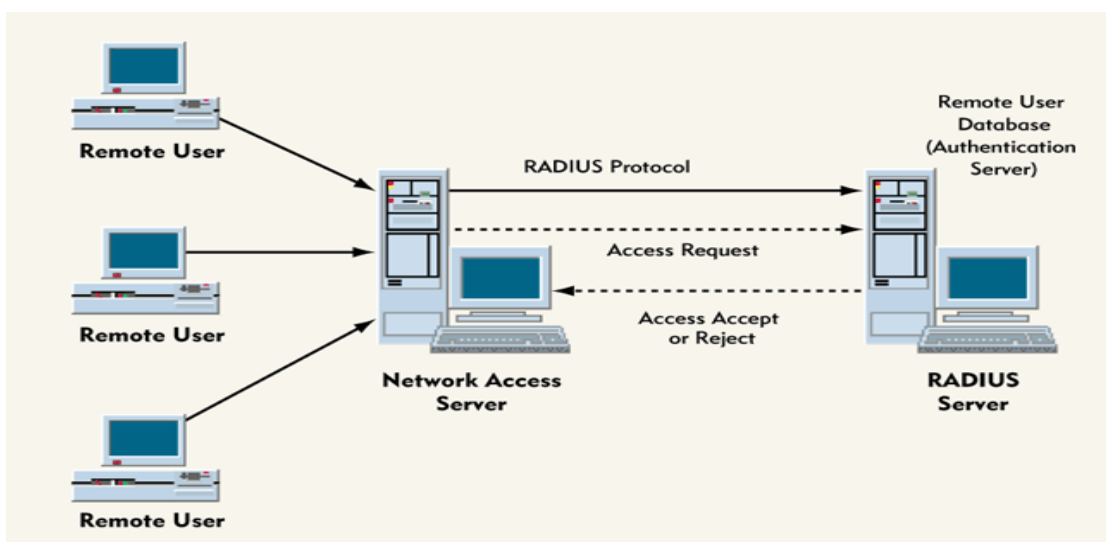 Remote User
Remote User
Database
(Authentication
Server)
RADIUS Protocol
Access Request
Remote User
Access Accept
or Reject
Network Access
Server
RADIUS
Server
Remote User